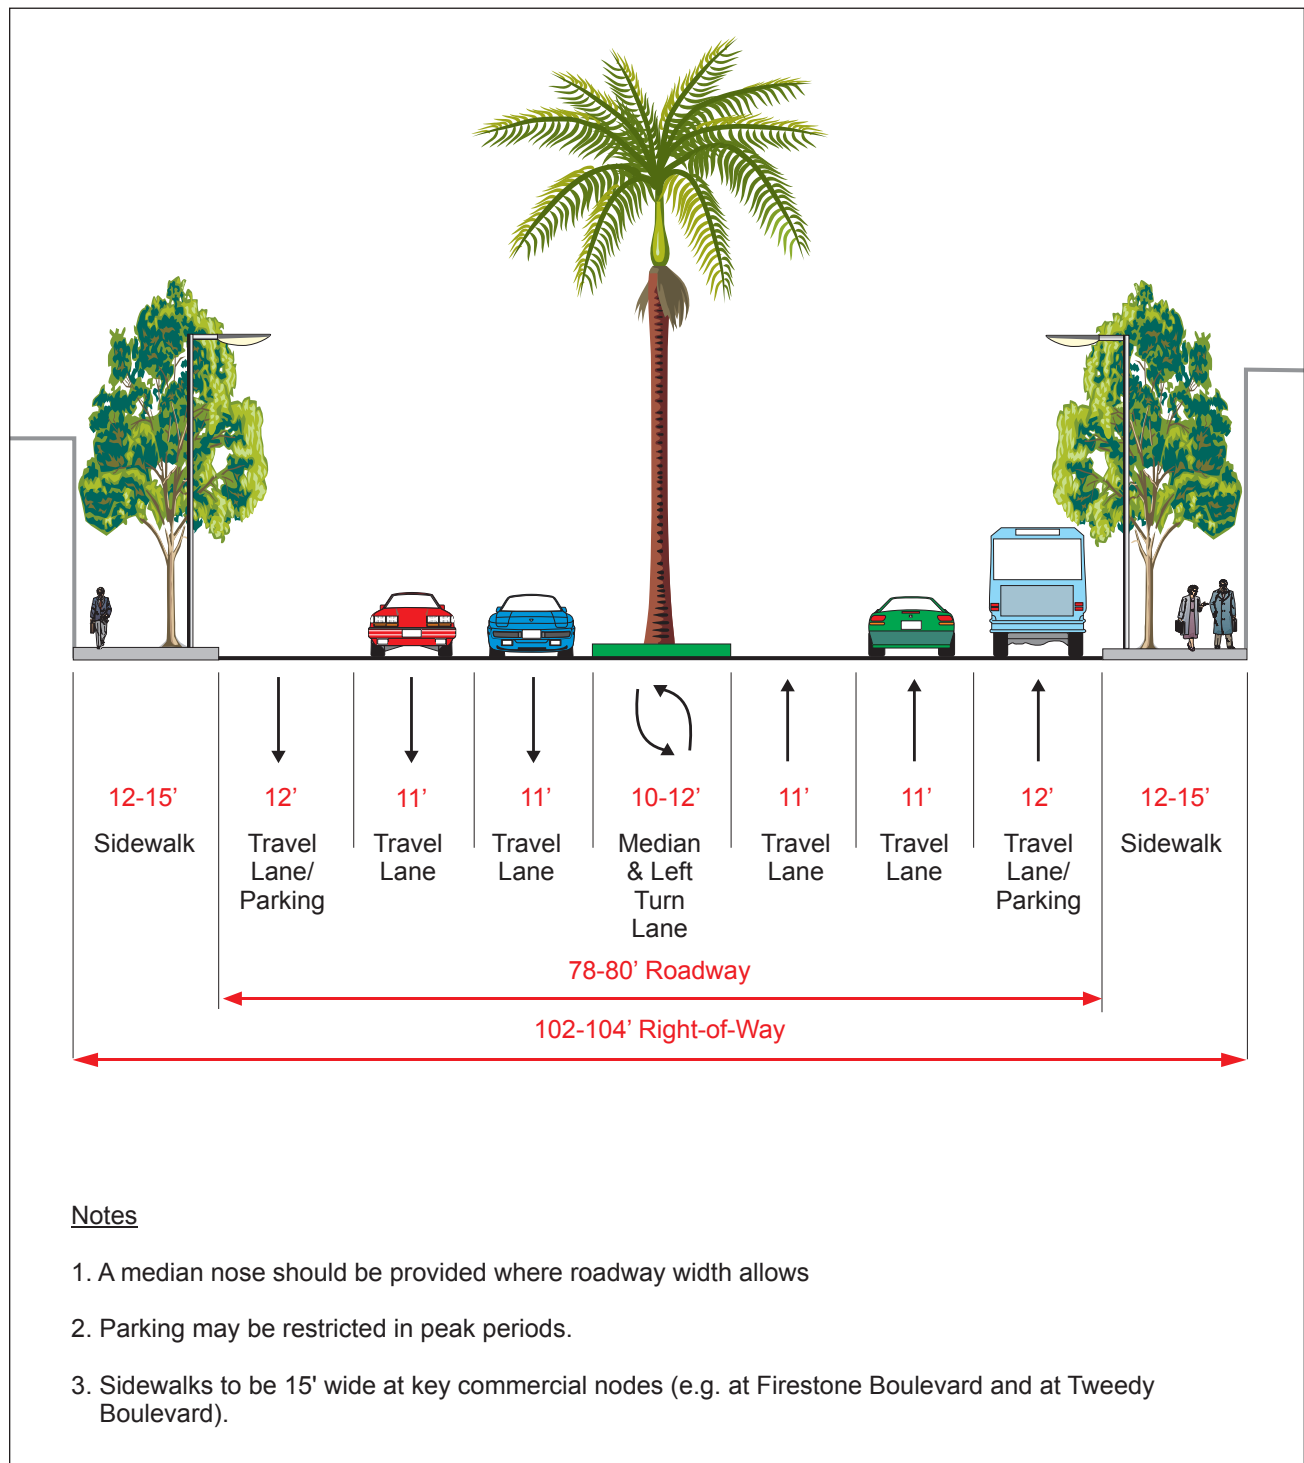 12-15’ 12’ 11’ 11’ 10-12’ 11’ 11’ 12’ 12-15’
Sidewalk
Travel
Lane/
Parking
Travel
Lane
Travel
Lane
Median
& Left
Turn
Lane
Travel
Lane
Travel
Lane
Travel
Lane/
Parking
Sidewalk
78-80’ Roadway
102-104’ Right-of-Way
Notes
1. A median nose should be provided where roadway width allows
2. Parking may be restricted in peak periods.
3. Sidewalks to be 15' wide at key commercial nodes (e.g. at Firestone Boulevard and at Tweedy
Boulevard).